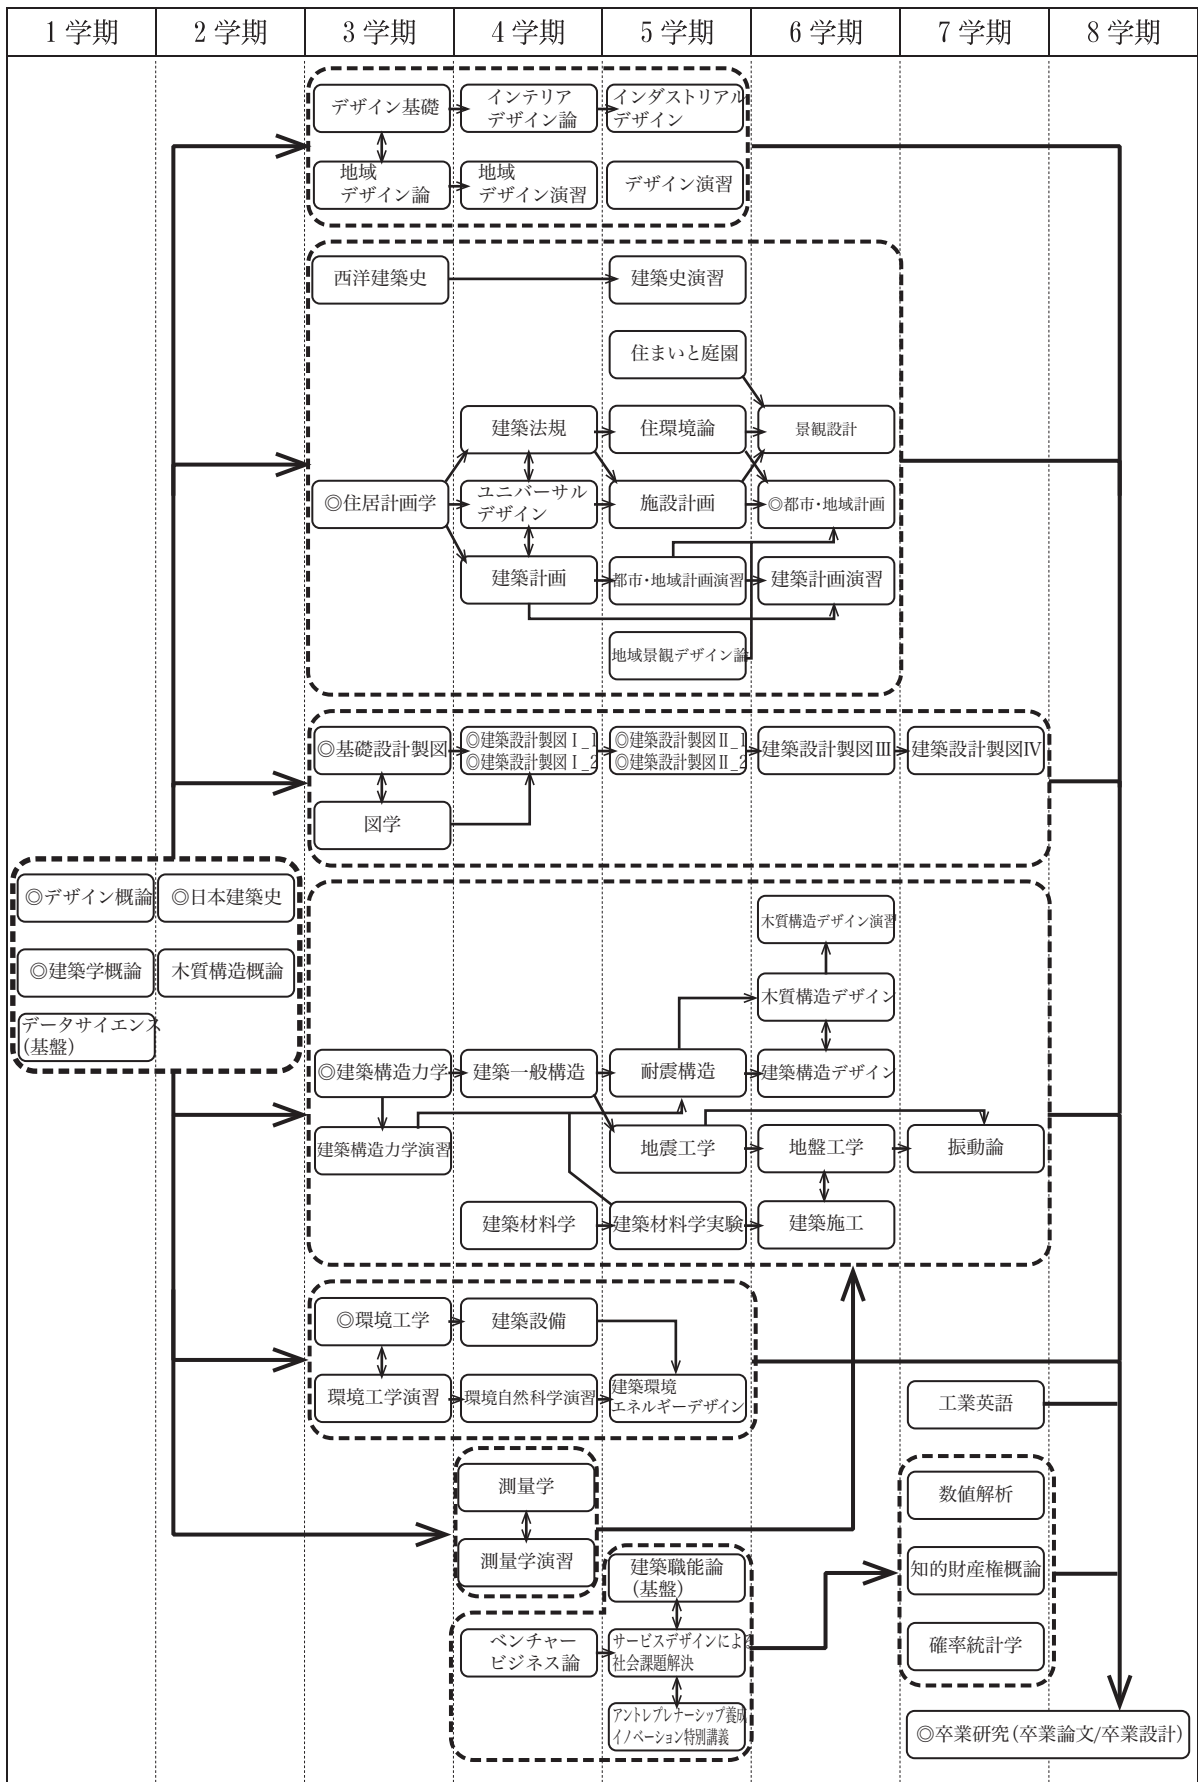 1 学期
2 学期
3 学期
4 学期
5 学期
6 学期
7 学期
8 学期
デザイン基礎
インテリア
デザイン論
インダストリアル
デザイン
地域
デザイン論
地域
デザイン演習
デザイン演習
西洋建築史
建築史演習
住まいと庭園
建築法規
住環境論
景観設計
◎住居計画学
ユニバーサル
デザイン
施設計画
◎都市・地域計画
建築計画
都市・地域計画演習
建築計画演習
地域景観デザイン論
◎基礎設計製図
◎建築設計製図Ⅰ_1
◎建築設計製図Ⅰ_2
◎建築設計製図Ⅱ_1
◎建築設計製図Ⅱ_2
建築設計製図Ⅲ
建築設計製図Ⅳ
図学
◎デザイン概論
◎日本建築史
◎建築学概論
木質構造概論
データサイエンス
(基盤)
木質構造デザイン演習
木質構造デザイン
◎建築構造力学
建築一般構造
耐震構造
建築構造デザイン
建築構造力学演習
地震工学
地盤工学
振動論
建築材料学
建築材料学実験
建築施工
◎環境工学
建築設備
環境工学演習
環境自然科学演習
建築環境
エネルギーデザイン
工業英語
測量学
測量学演習
数値解析
知的財産権概論
確率統計学
建築職能論
(基盤)
ベンチャー
ビジネス論
サービスデザインによる
社会課題解決
アントレプレナーシップ養成
イノベーション特別講義
◎卒業研究(卒業論文/卒業設計)